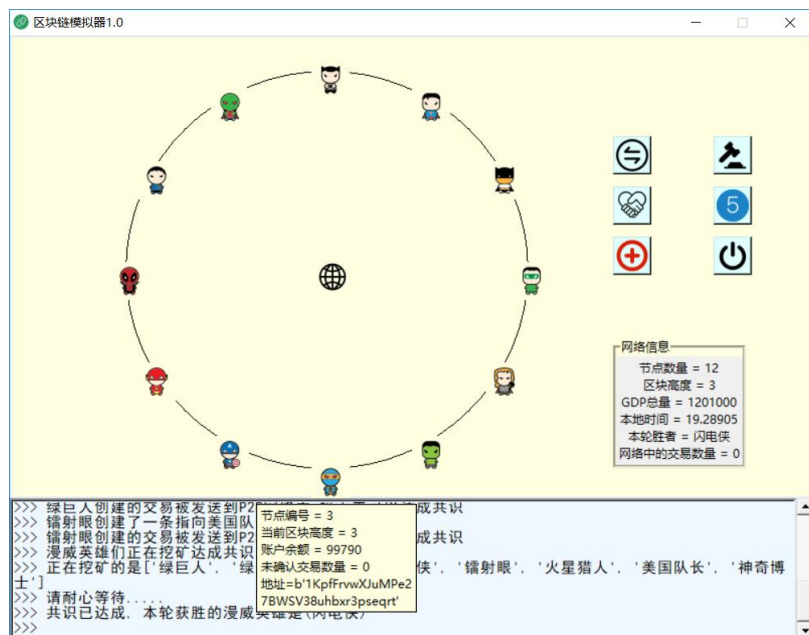 区块链模拟器1.0
5
网络信息
节点数量 = 12
区块高度 = 3
GDP总量 = 1201000
本地时间 = 19.28905
本轮胜者 = 闪电侠
网络中的交易数量 = 0
>>> 绿巨人创建的交易被发送到P2P 成共识
>>> 镭射眼创建了一条指向美国队
>>> 镭射眼创建的交易被发送到P2 成共识
>>> 漫威英雄们正在挖矿达成共识
>>> 正在挖矿的是['绿巨人', '绿 侠', '镭射眼', '火星猎人', '美国队长', '神奇博
士']
>>> 请耐心等待.....
>>> 共识已达成, 本轮获胜的漫威英雄是(闪电侠)
>>>
节点编号 = 3
当前区块高度 = 3
账户余额 = 99790
未确认交易数量 = 0
地址=b'1KpfFrvwXJuMPe2
7BWSV38uhbxr3pseqrt'